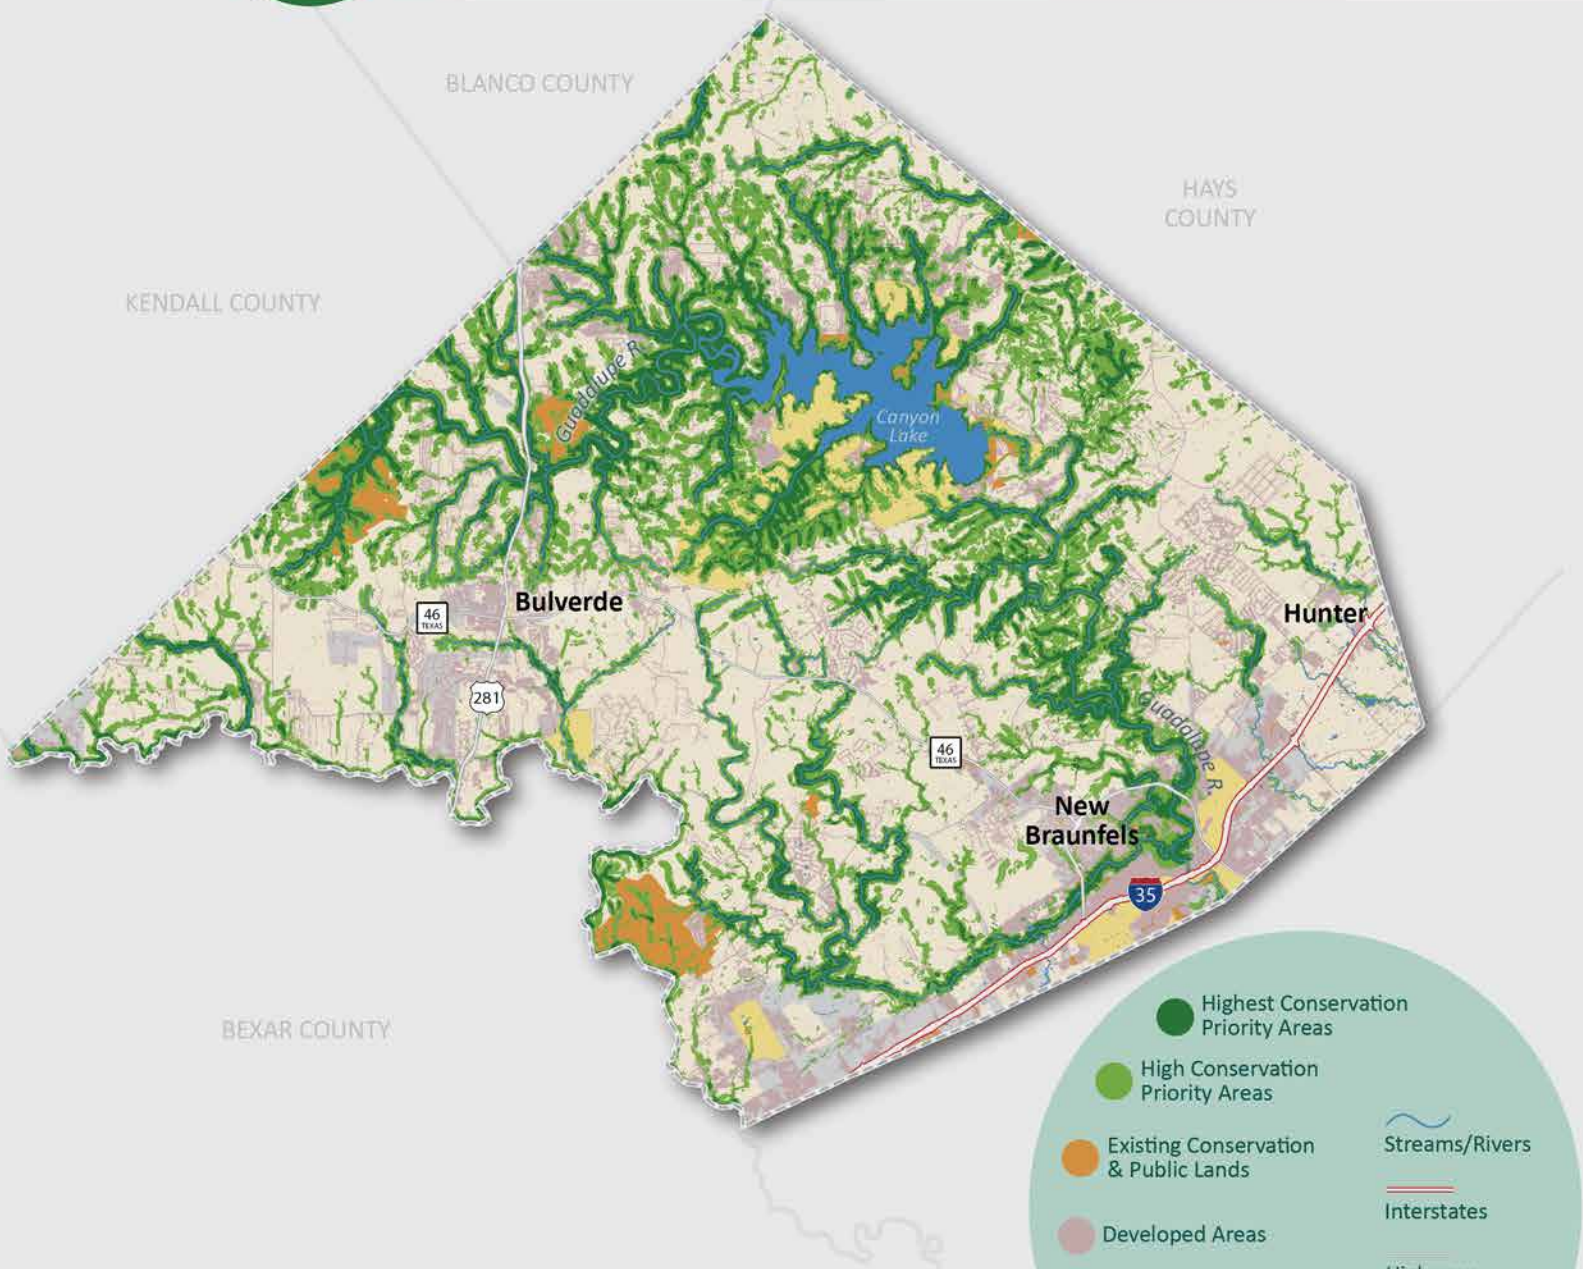 BLANCO COUNTY
HAYS
COUNTY
KENDALL COUNTY
Guadalupe R.
Canyon
Lake
46
TEXAS
Bulverde
Hunter
281
Guadalupe R.
46
TEXAS
New
Braunfels
35
BEXAR COUNTY
Highest Conservation
Priority Areas
High Conservation
Priority Areas
Existing Conservation
& Public Lands
Developed Areas
Streams/Rivers
Interstates